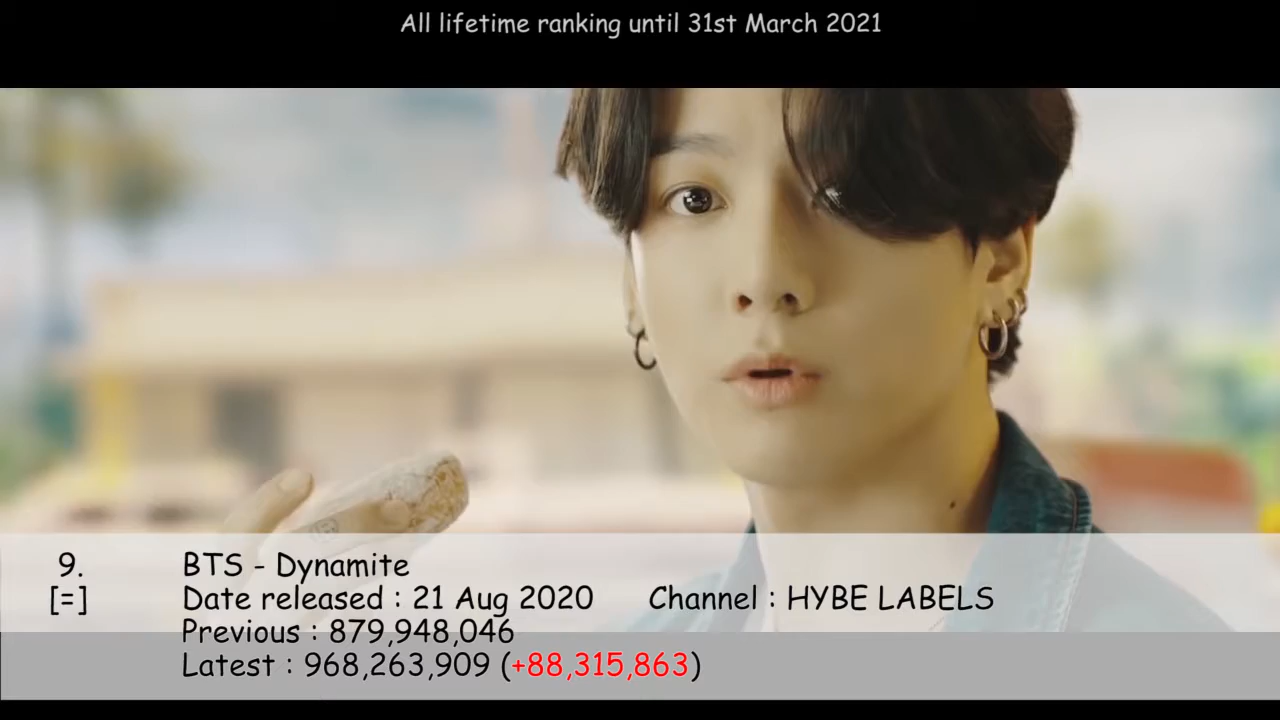 All lifetime ranking until 31st March 2021
9. BTS - Dynamite
[=] Date released : 21 Aug 2020 Channel : HYBE LABELS
Previous : 879,948,046
Latest : 968,263,909 (+88,315,863)